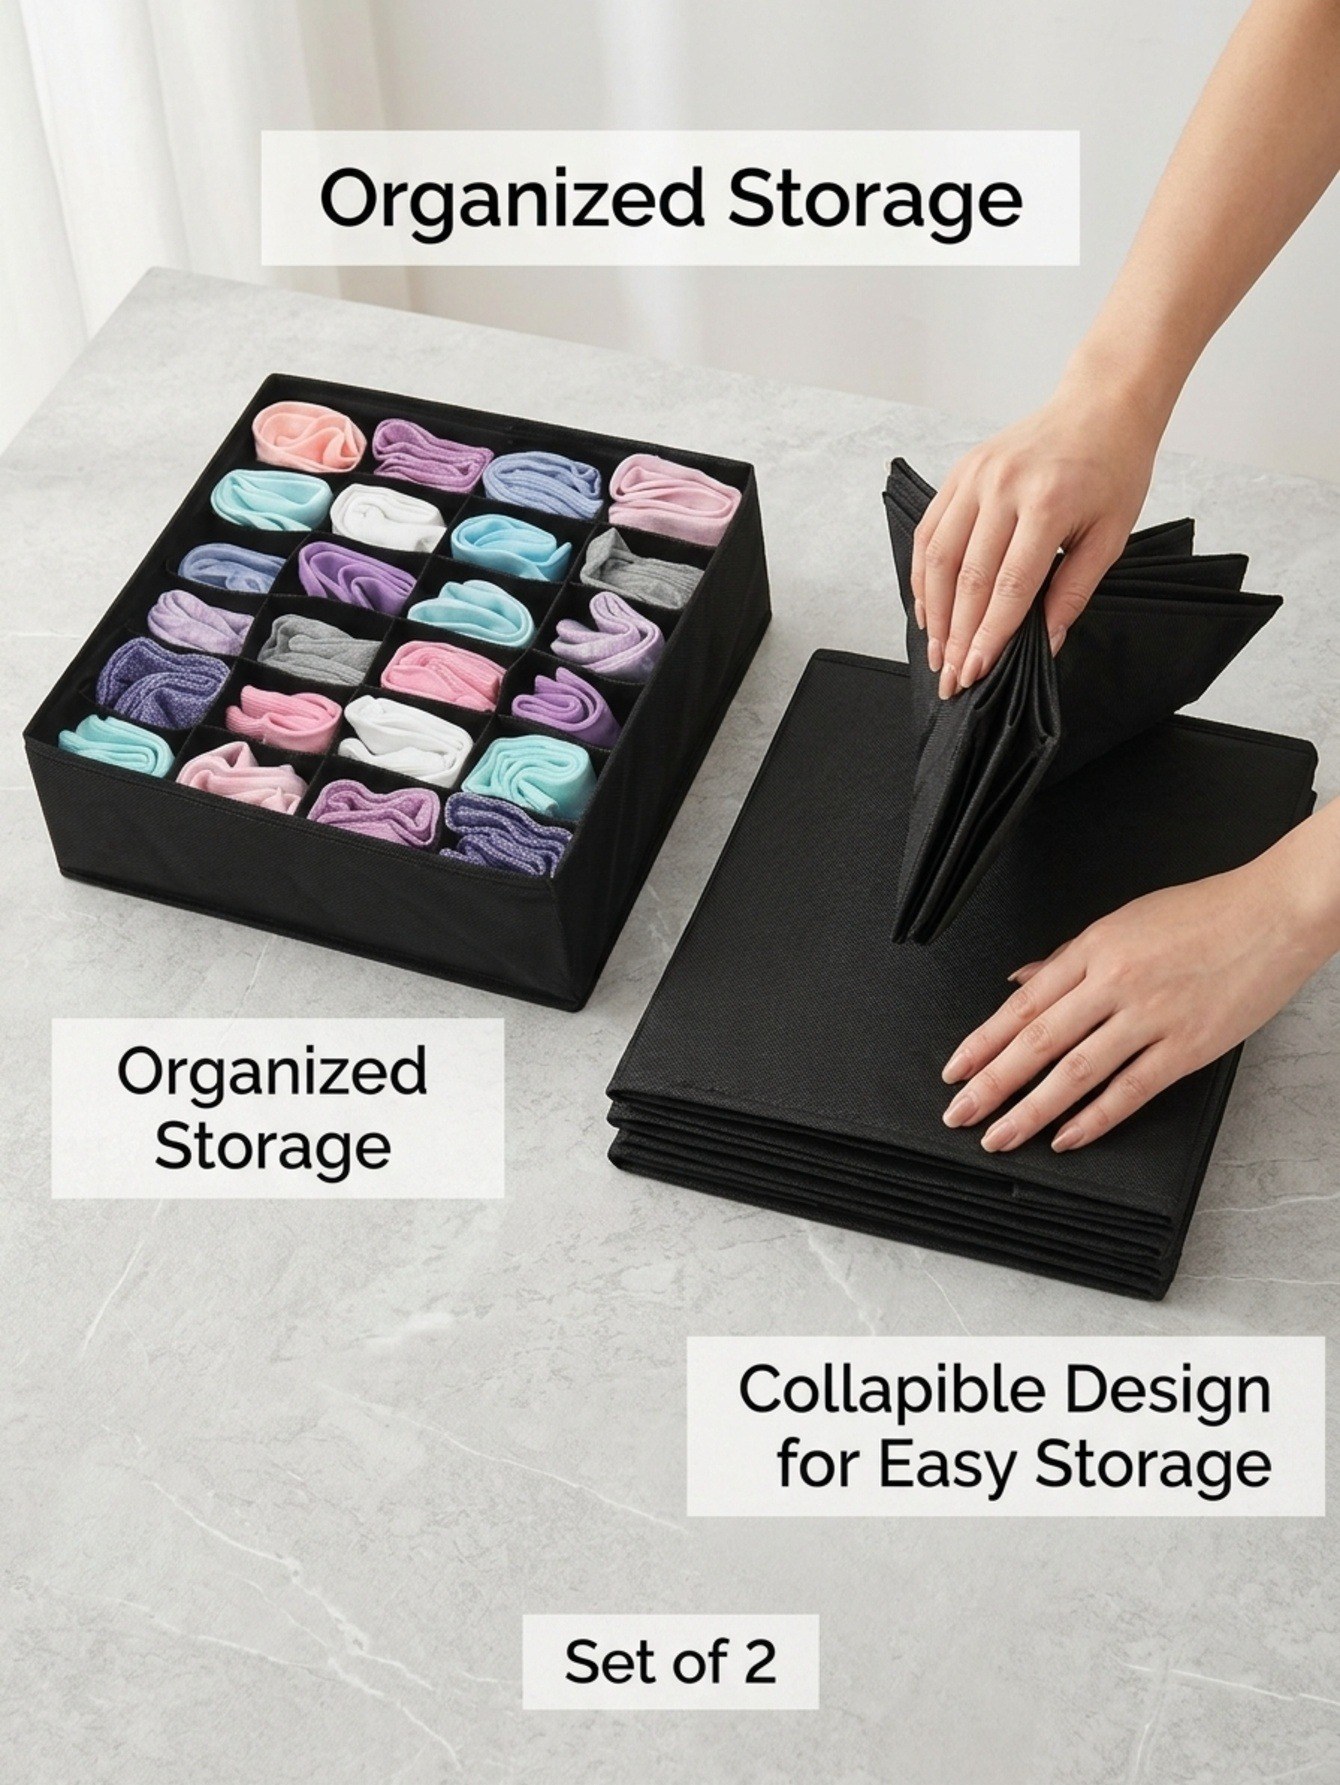 Organized Storage
Organized
Storage
Collapible Design
for Easy Storage
Set of 2